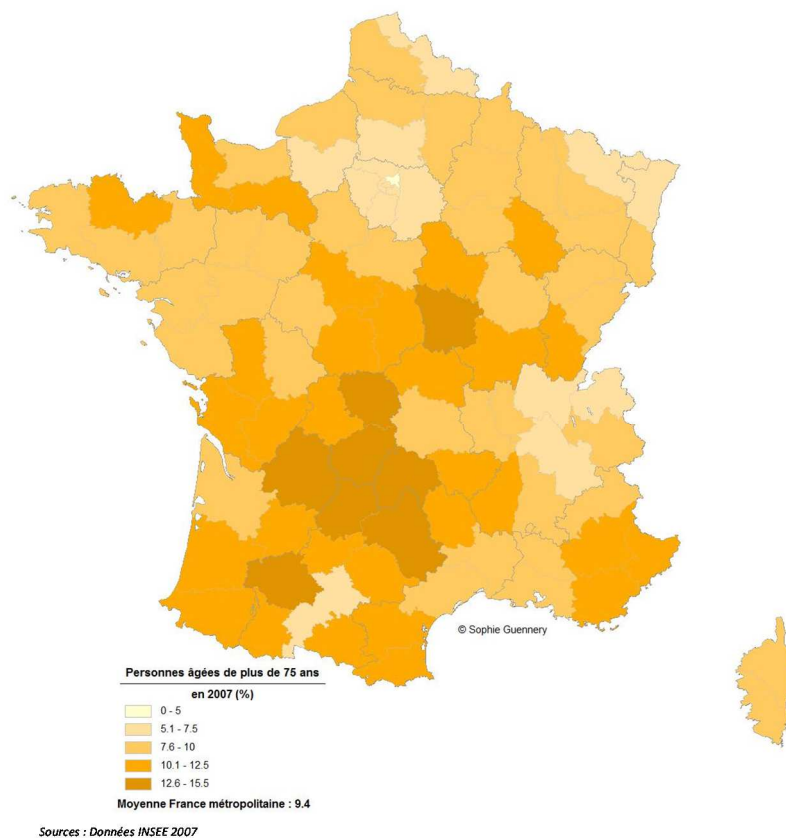 © Sophie Guennery
Personnes âgées de plus de 75 ans
en 2007 (%)
0 - 5
5.1 - 7.5
7.6 - 10
10.1 - 12.5
12.6 - 15.5
Moyenne France métropolitaine : 9.4
Sources : Données INSEE 2007